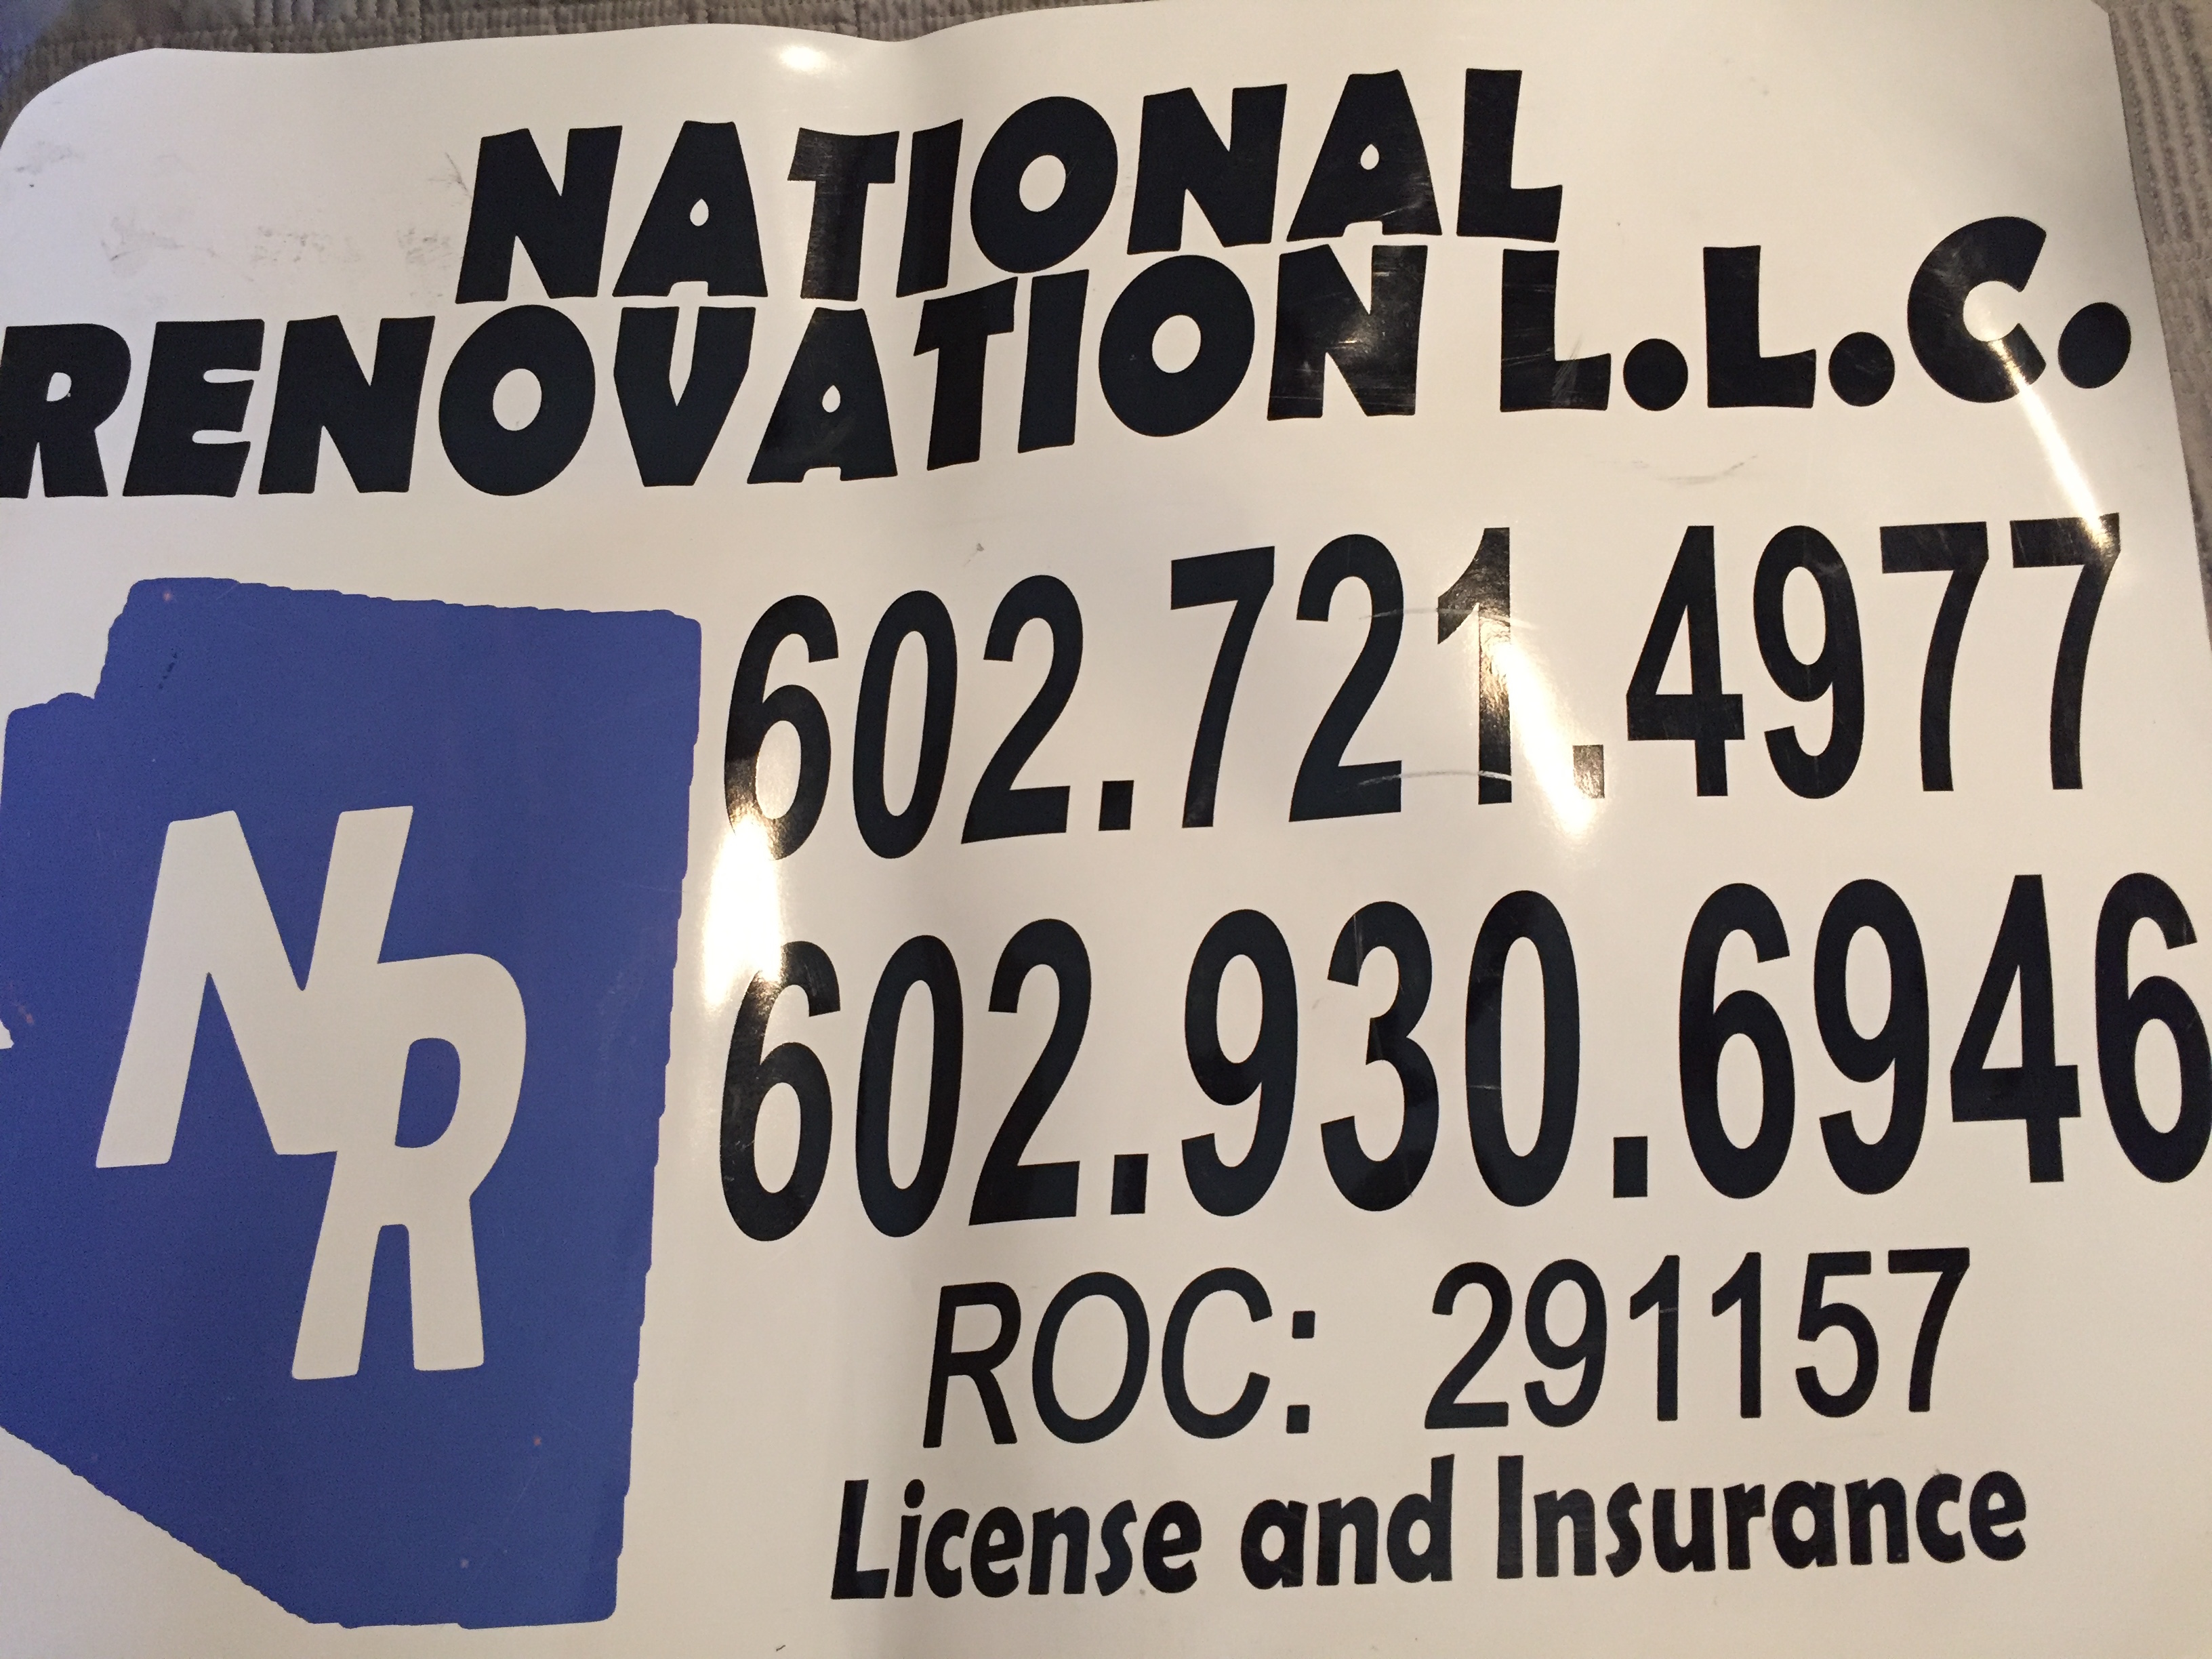 NATIONAL
RENOVATION L.L.C.
602.721.4977
602.930.6946
NR
ROC: 291157
License and Insurance